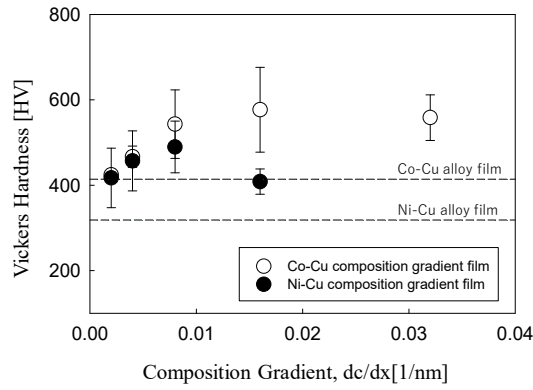 800
600
400
200
Vickers Hardness [HV]
Co-Cu alloy film
Ni-Cu alloy film
Co-Cu composition gradient film
Ni-Cu composition gradient film
0.00 0.01 0.02 0.03 0.04
Composition Gradient, dc/dx[1/nm]